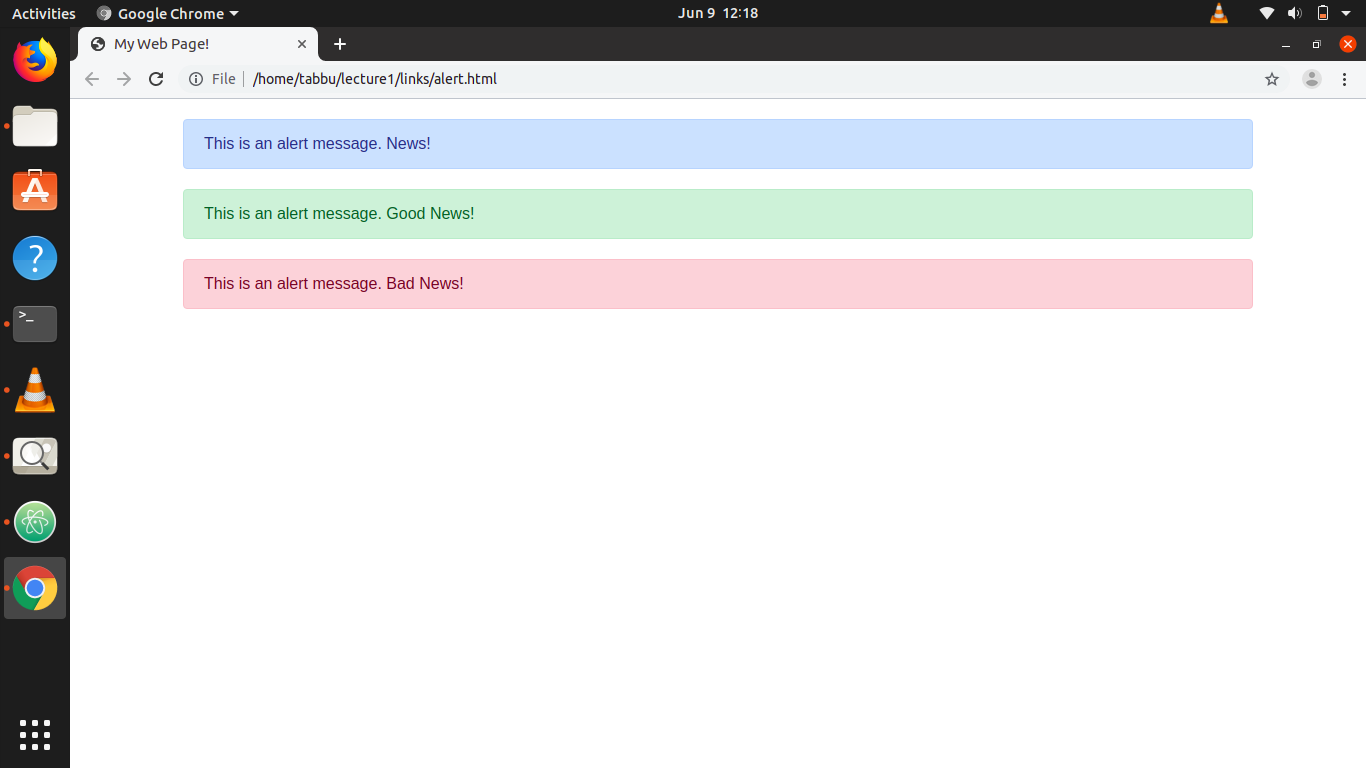 Activities Google Chrome Jun 9 12:18
My Web Page!
File /home/tabbu/lecture1/links/alert.html
This is an alert message. News!
This is an alert message. Good News!
This is an alert message. Bad News!
?
>_